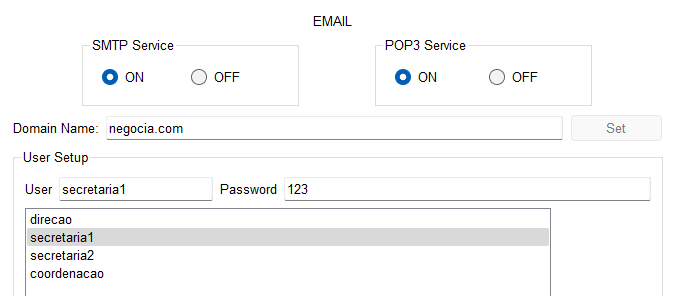 EMAIL
SMTP Service POP3 Service
ON OFF ON OFF
Domain Name: negocia.com Set
User Setup
User secretaria1 Password 123
direcao
secretaria1
secretaria2
coordenacao